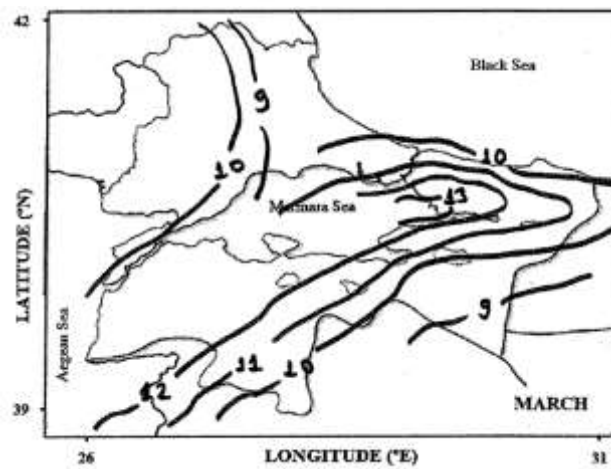 42
Black Sea
9
10
10
13
Marmara Sea
LATITUDE (°N)
Aegean Sea
9
11
10
12
39
MARCH
26
LONGITUDE (°E)
31